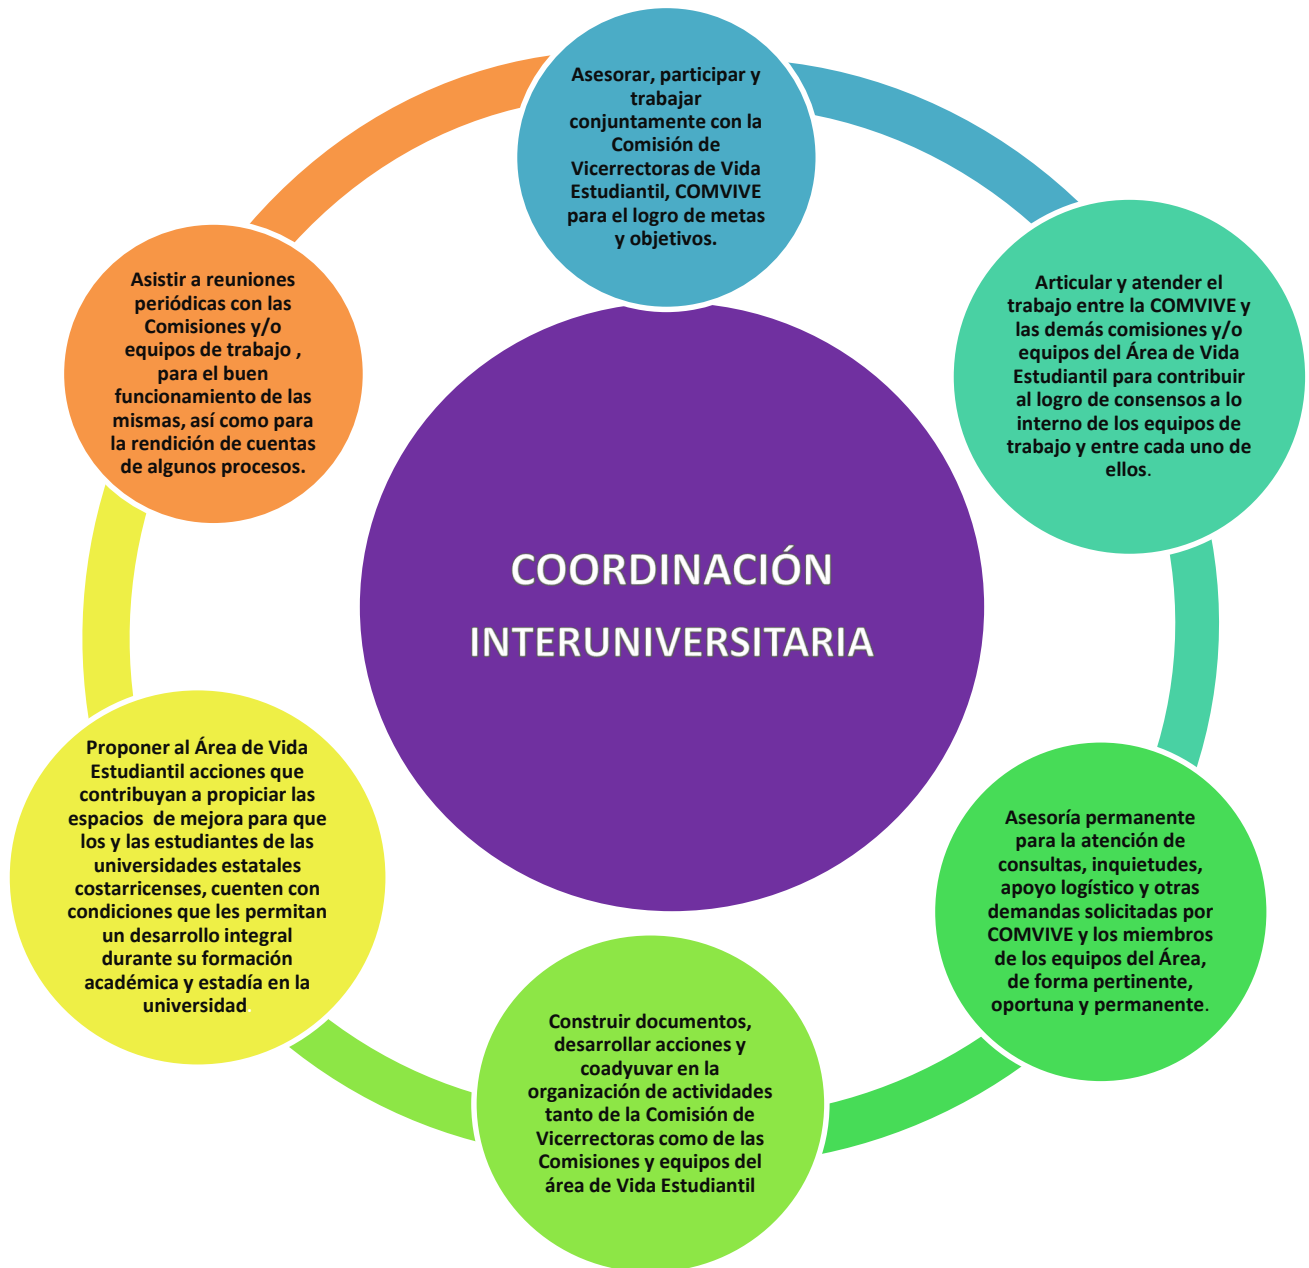 Asesorar, participar y
trabajar
conjuntamente con la
Comisión de
Vicerrectoras de Vida
Estudiantil, COMVIVE
para el logro de metas
y objetivos.
Articular y atender el
trabajo entre la COMVIVE y
las demás comisiones y/o
equipos del Área de Vida
Estudiantil para contribuir
al logro de consensos a lo
interno de los equipos de
trabajo y entre cada uno de
ellos.
Asesoría permanente
para la atención de
consultas, inquietudes,
apoyo logístico y otras
demandas solicitadas por
COMVIVE y los miembros
de los equipos del Área,
de forma pertinente,
oportuna y permanente.
Construir documentos,
desarrollar acciones y
coadyuvar en la
organización de actividades
tanto de la Comisión de
Vicerrectoras como de las
Comisiones y equipos del
área de Vida Estudiantil
Proponer al Área de Vida
Estudiantil acciones que
contribuyan a propiciar las
espacios de mejora para que
los y las estudiantes de las
universidades estatales
costarricenses, cuenten con
condiciones que les permitan
un desarrollo integral
durante su formación
académica y estadía en la
universidad.
Asistir a reuniones
periódicas con las
Comisiones y/o
equipos de trabajo ,
para el buen
funcionamiento de las
mismas, así como para
la rendición de cuentas
de algunos procesos.
COORDINACIÓN
INTERUNIVERSITARIA